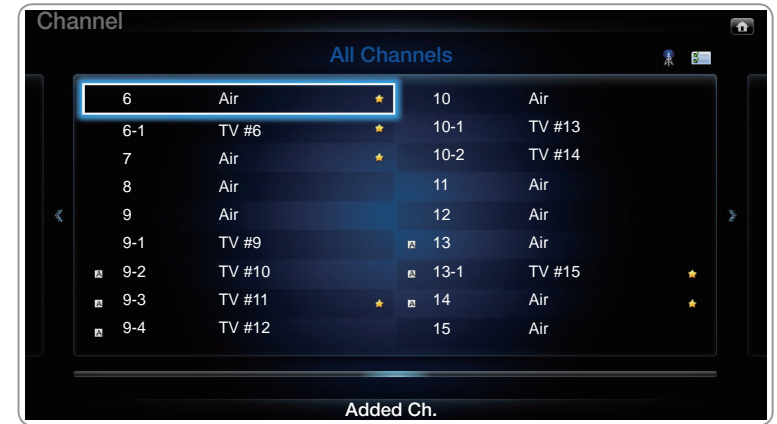 Channel
All Channels
6 Air
6-1 TV #6
7 Air
8 Air
9 Air
9-1 TV #9
A 9-2 TV #10
A 9-3 TV #11
A 9-4 TV #12
10 Air
10-1 TV #13
10-2 TV #14
11 Air
12 Air
A 13 Air
A 13-1 TV #15
A 14 Air
15 Air
Added Ch.